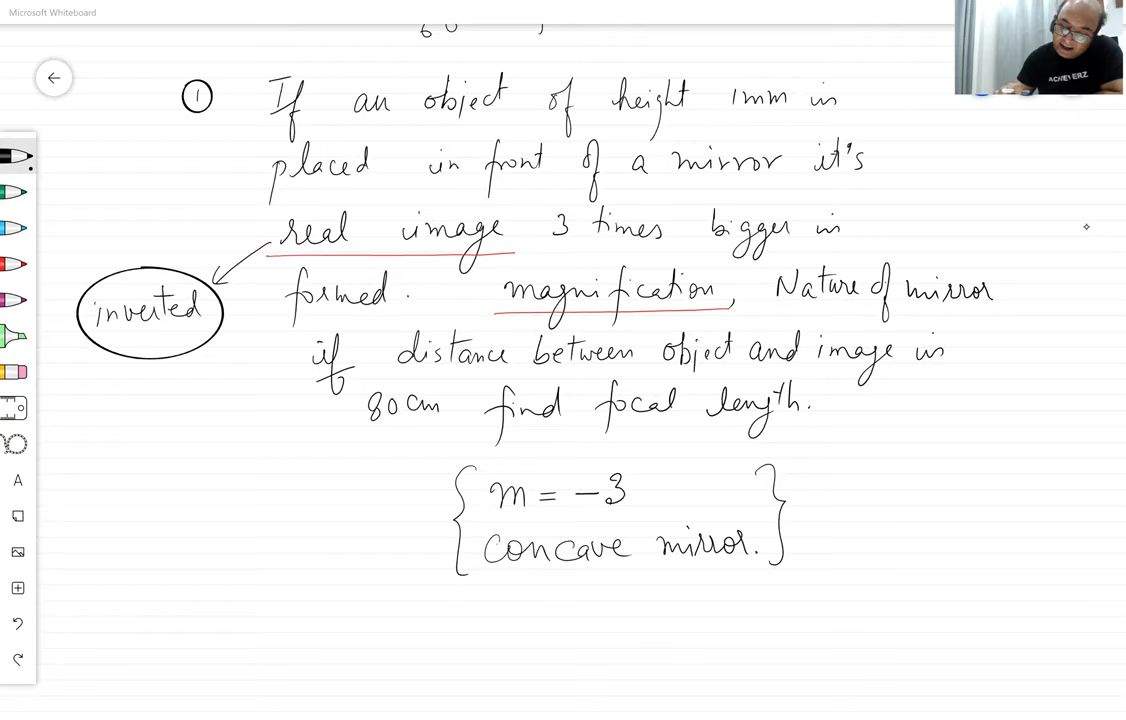 Microsoft Whiteboard
ACHEVERZ
① If an object of height 1mm is
placed in front of a mirror it's
real image 3 times bigger is
formed. magnification, Nature of mirror
inverted
if distance between object and image is
80cm find focal length.
{ m = -3 }
concave mirror.
A